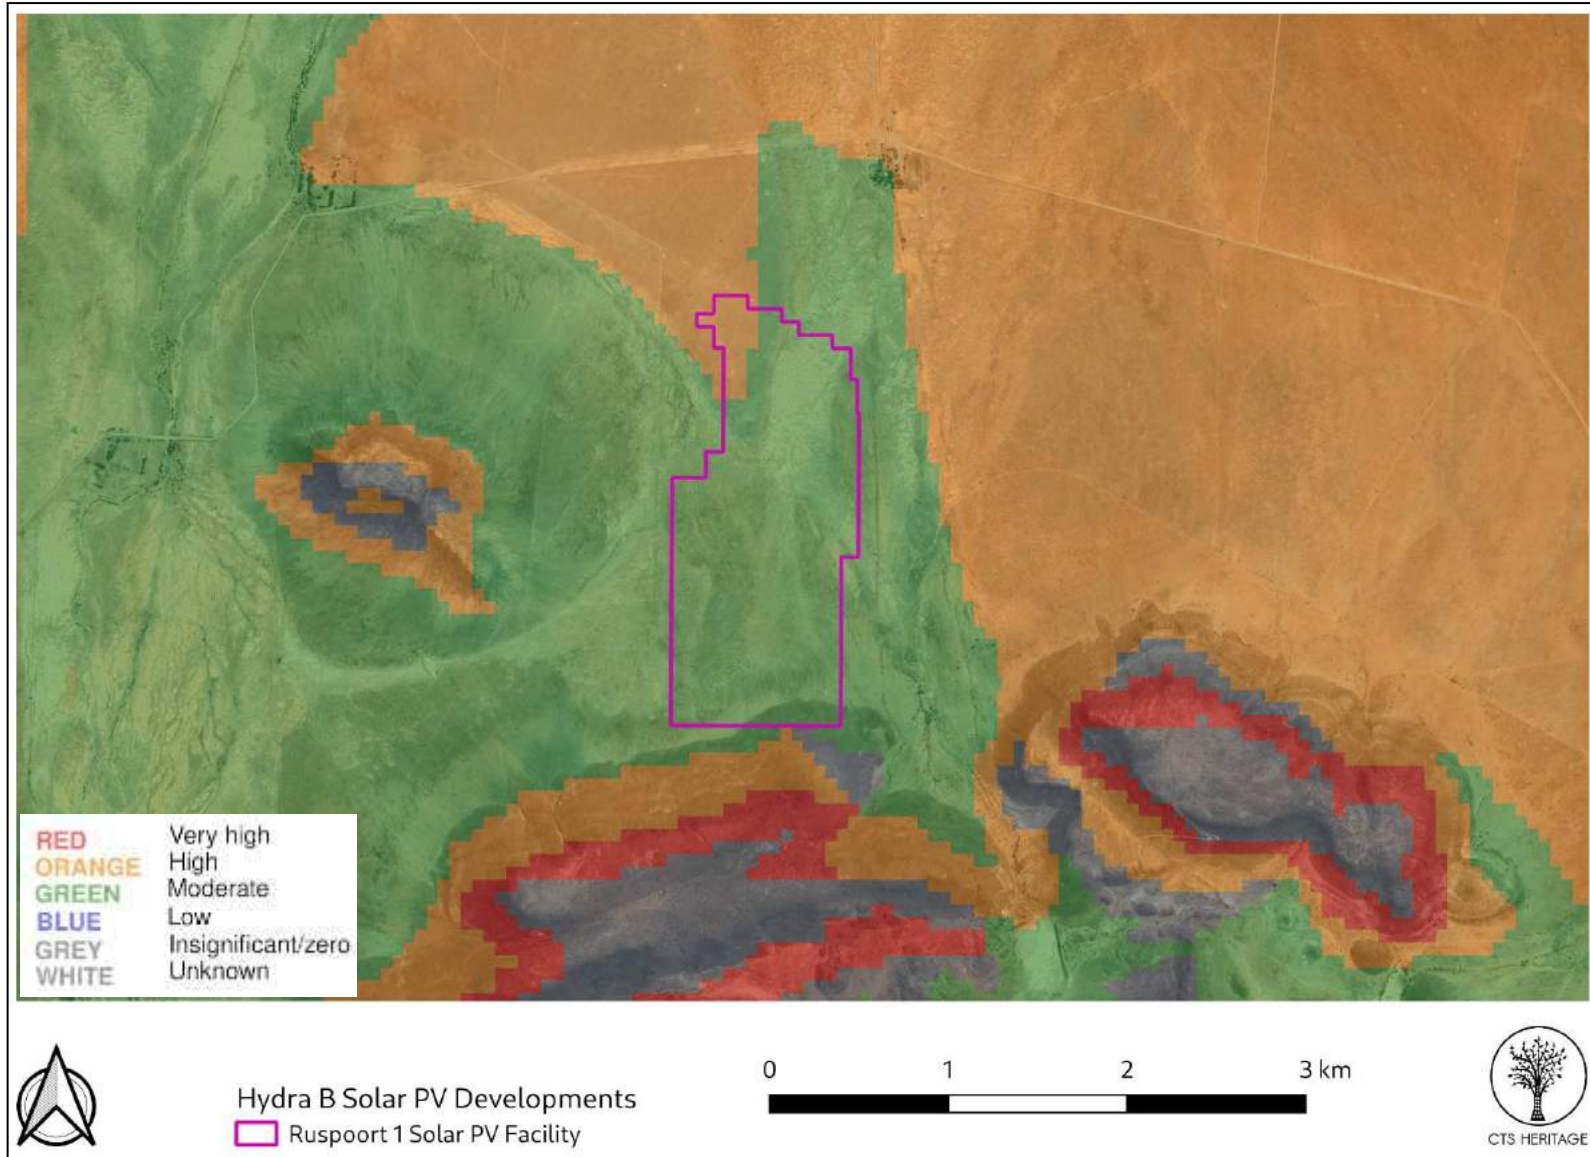 RED Very high
ORANGE High
GREEN Moderate
BLUE Low
GREY Insignificant/zero
WHITE Unknown
0 1 2 3 km
Hydra B Solar PV Developments
Ruspoort 1 Solar PV Facility
CTS HERITAGE